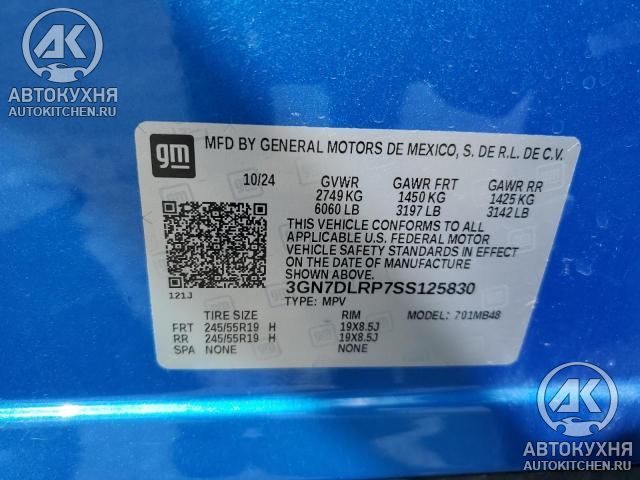 AK
АВТОКУХНЯ
AUTOKITCHEN.RU
gm
MFD BY GENERAL MOTORS DE MEXICO, S. DE R.L. DE C.V.
10/24 GVWR GAWR FRT GAWR RR
2749 KG 1450 KG 1425 KG
6060 LB 3197 LB 3142 LB
THIS VEHICLE CONFORMS TO ALL
APPLICABLE U.S. FEDERAL MOTOR
VEHICLE SAFETY STANDARDS IN EFFECT
ON THE DATE OF MANUFACTURE
SHOWN ABOVE.
121J
3GN7DLRP7SS125830
TYPE: MPV MODEL: 701MB48
TIRE SIZE RIM
FRT 245/55R19 H 19X8.5J
RR 245/55R19 H 19X8.5J
SPA NONE NONE
AK
АВТОКУХНЯ
AUTOKITCHEN.RU